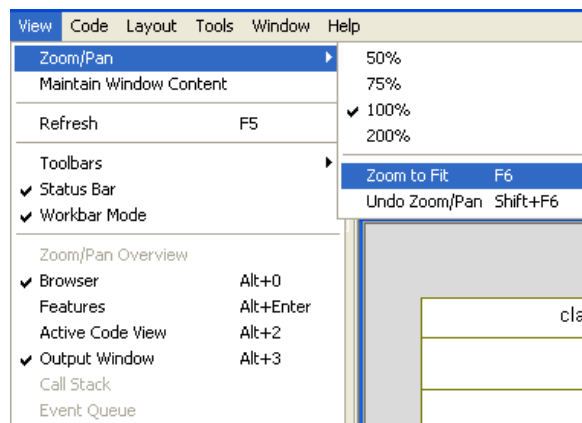 View Code Layout Tools Window Help
Zoom/Pan
Maintain Window Content
Refresh F5
Toolbars
Status Bar
Workbar Mode
Zoom/Pan Overview
Browser Alt+0
Features Alt+Enter
Active Code View Alt+2
Output Window Alt+3
Call Stack
Event Queue
50%
75%
100%
200%
Zoom to Fit F6
Undo Zoom/Pan Shift+F6
cla